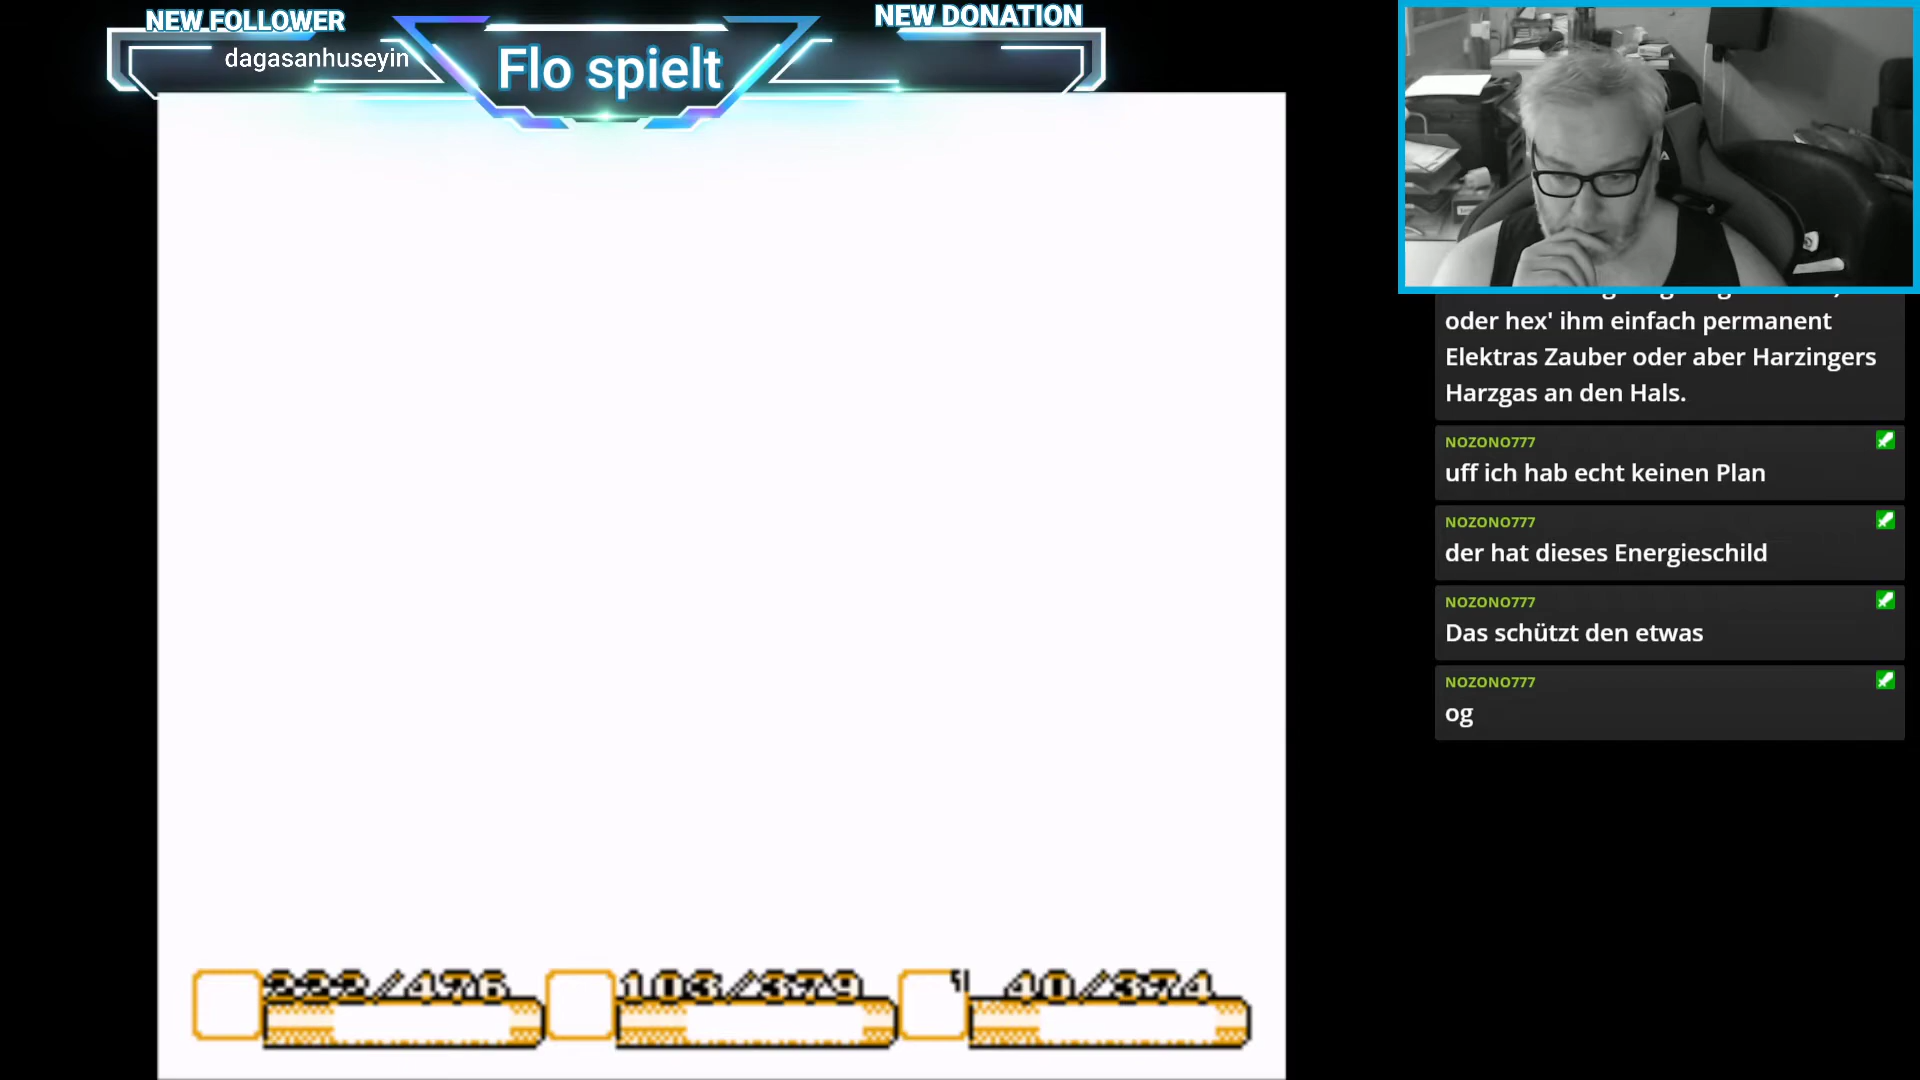 NEW FOLLOWER
dagasanhuseyin
Flo spielt
NEW DONATION
oder hex' ihm einfach permanent
Elektras Zauber oder aber Harzingers
Harzgas an den Hals.
NOZONO777
uff ich hab echt keinen Plan
NOZONO777
der hat dieses Energieschild
NOZONO777
Das schützt den etwas
NOZONO777
og
222/476
103/379
40/374